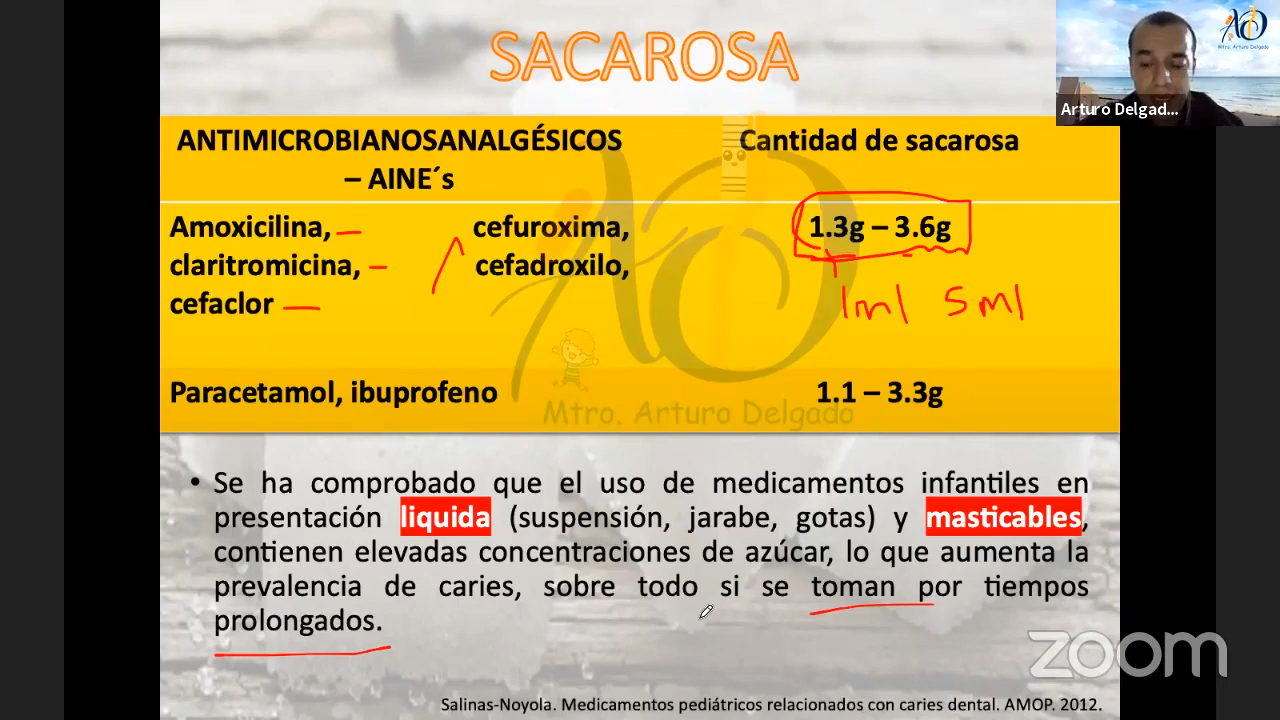 SACAROSA
Mtro. Arturo Delgado
Arturo Delgad...
ANTIMICROBIANOSANALGÉSICOS
– AINE´s
Cantidad de sacarosa
Amoxicilina, cefuroxima,
claritromicina, cefadroxilo,
cefaclor
1.3g – 3.6g
1ml 5 ml
Paracetamol, ibuprofeno
1.1 – 3.3g
Mtro. Arturo Delgado
• Se ha comprobado que el uso de medicamentos infantiles en
presentación liquida (suspensión, jarabe, gotas) y masticables,
contienen elevadas concentraciones de azúcar, lo que aumenta la
prevalencia de caries, sobre todo si se toman por tiempos
prolongados.
zoom
Salinas-Noyola. Medicamentos pediátricos relacionados con caries dental. AMOP. 2012.